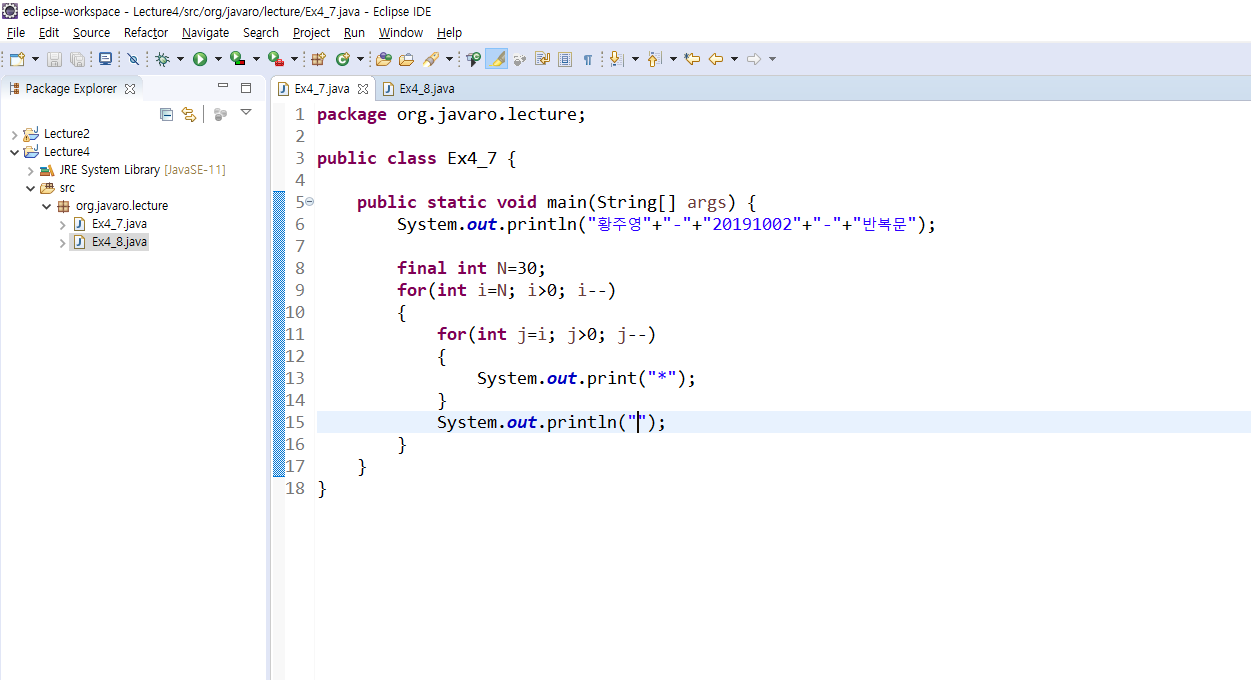 eclipse-workspace - Lecture4/src/org/javaro/lecture/Ex4_7.java - Eclipse IDE
File Edit Source Refactor Navigate Search Project Run Window Help
Package Explorer
Lecture2
Lecture4
JRE System Library [JavaSE-11]
src
org.javaro.lecture
Ex4_7.java
Ex4_8.java
Ex4_7.java Ex4_8.java
1 package org.javaro.lecture;
2
3 public class Ex4_7 {
4
5 public static void main(String[] args) {
6 System.out.println("황주영"+"-"+"20191002"+"-"+"반복문");
7
8 final int N=30;
9 for(int i=N; i>0; i--)
10 {
11 for(int j=i; j>0; j--)
12 {
13 System.out.print("*");
14 }
15 System.out.println("");
16 }
17 }
18 }